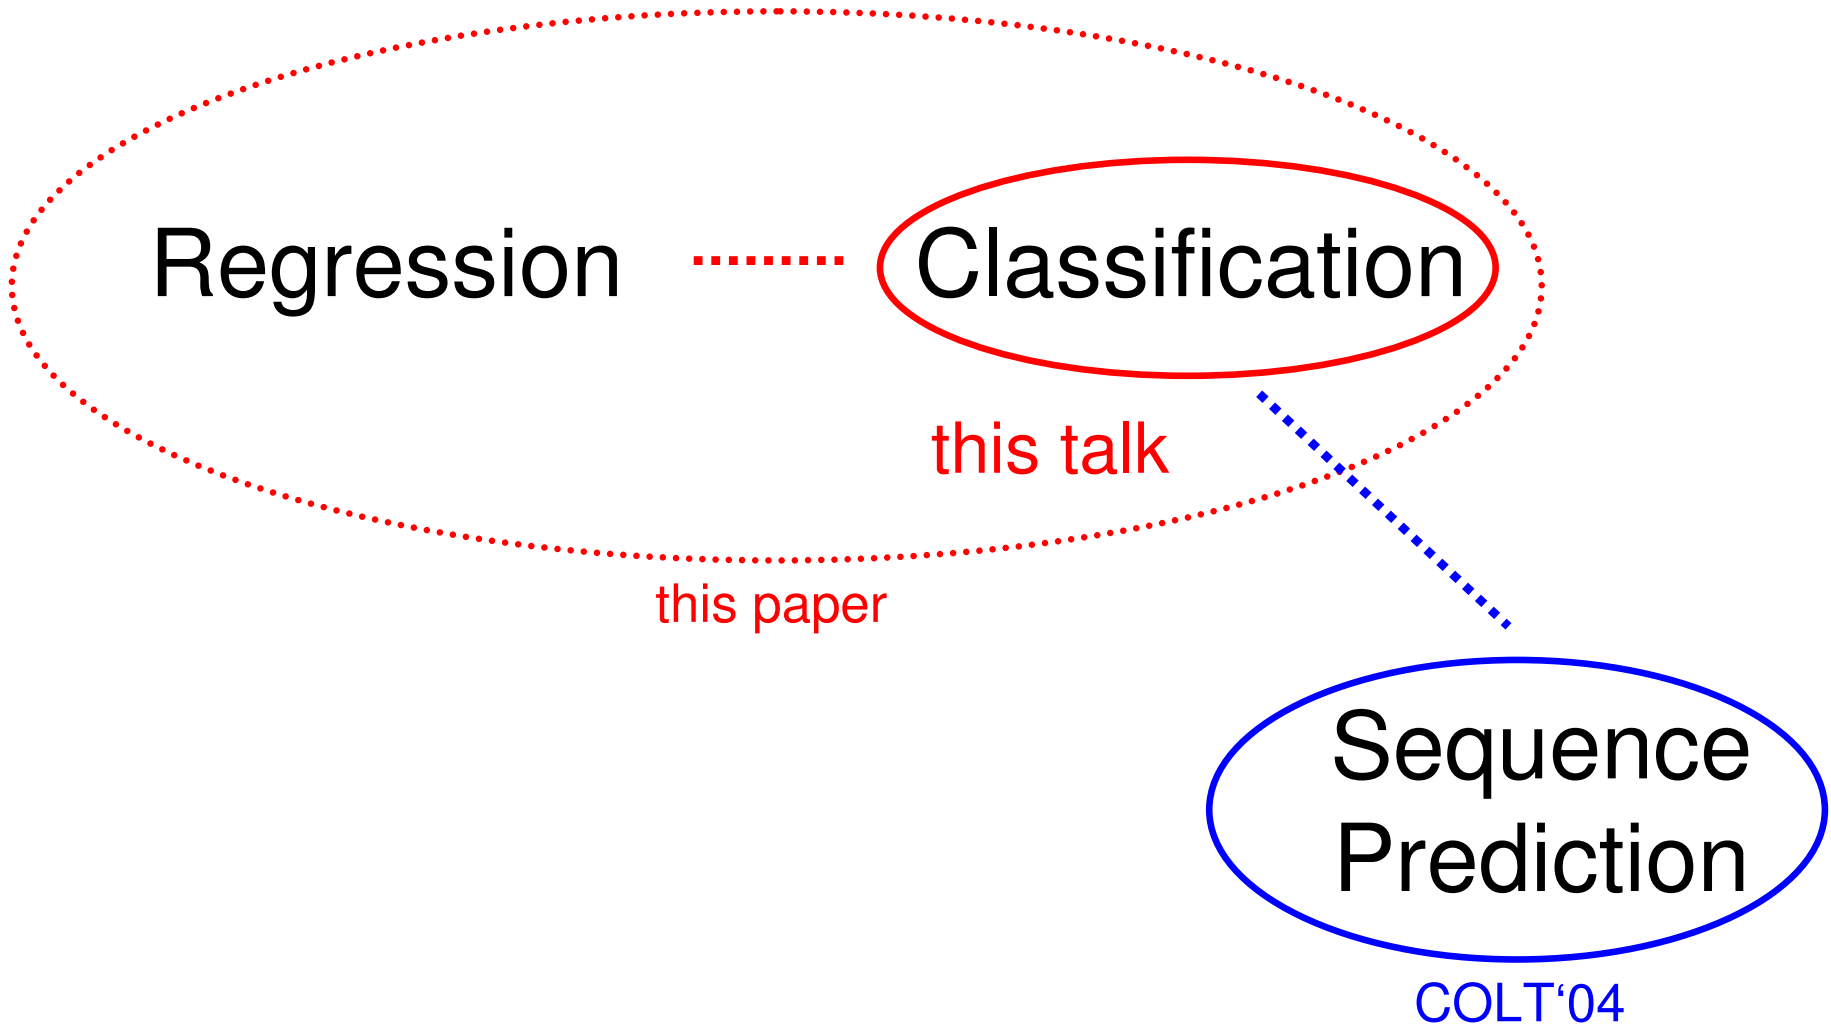 Regression
Classification
this talk
this paper
Sequence
Prediction
COLT‘04